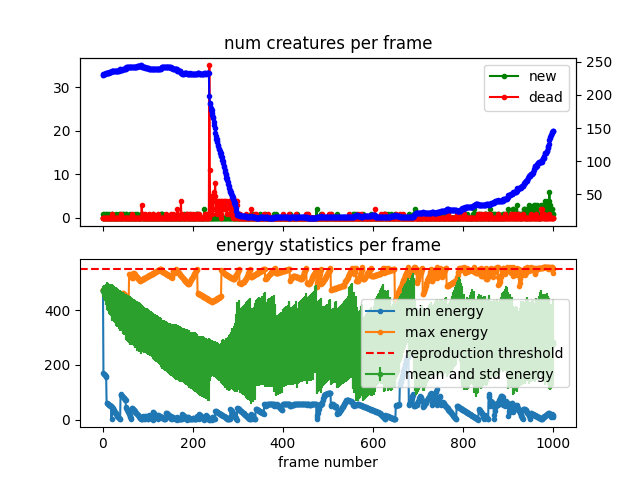 num creatures per frame
new
dead
30
20
10
0
250
200
150
100
50
energy statistics per frame
min energy
max energy
reproduction threshold
mean and std energy
400
200
0
0 200 400 600 800 1000
frame number